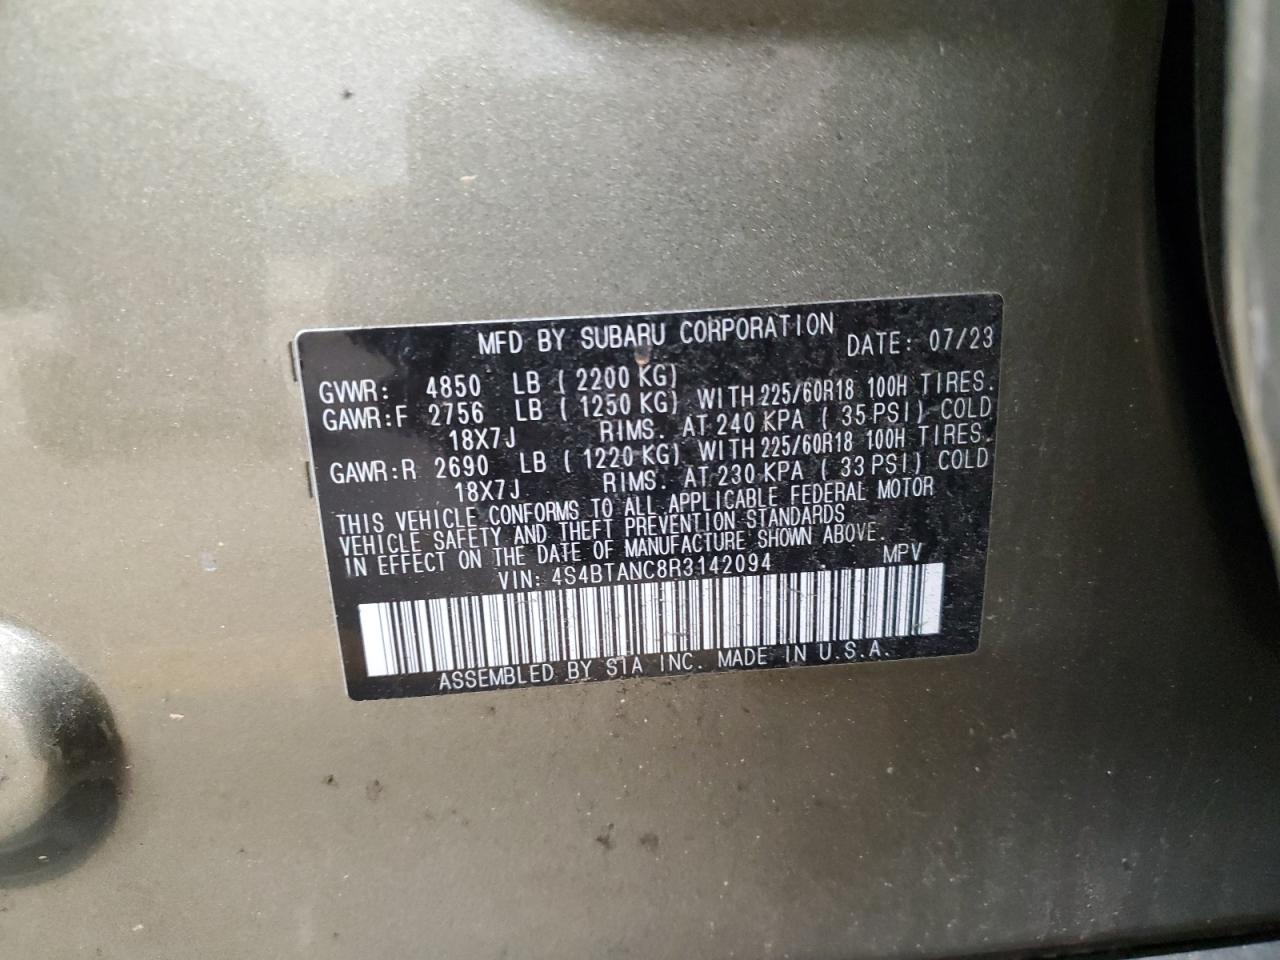 MFD BY SUBARU CORPORATION DATE: 07/23
GVWR: 4850 LB ( 2200 KG)
GAWR:F 2756 LB ( 1250 KG) WITH 225/60R18 100H TIRES.
18X7J RIMS. AT 240 KPA ( 35 PSI) COLD
GAWR:R 2690 LB ( 1220 KG) WITH 225/60R18 100H TIRES.
18X7J RIMS. AT 230 KPA ( 33 PSI) COLD
THIS VEHICLE CONFORMS TO ALL APPLICABLE FEDERAL MOTOR
VEHICLE SAFETY AND THEFT PREVENTION STANDARDS
IN EFFECT ON THE DATE OF MANUFACTURE SHOWN ABOVE.
VIN: 4S4BTANC8R3142094 MPV
ASSEMBLED BY SIA INC. MADE IN U.S.A.